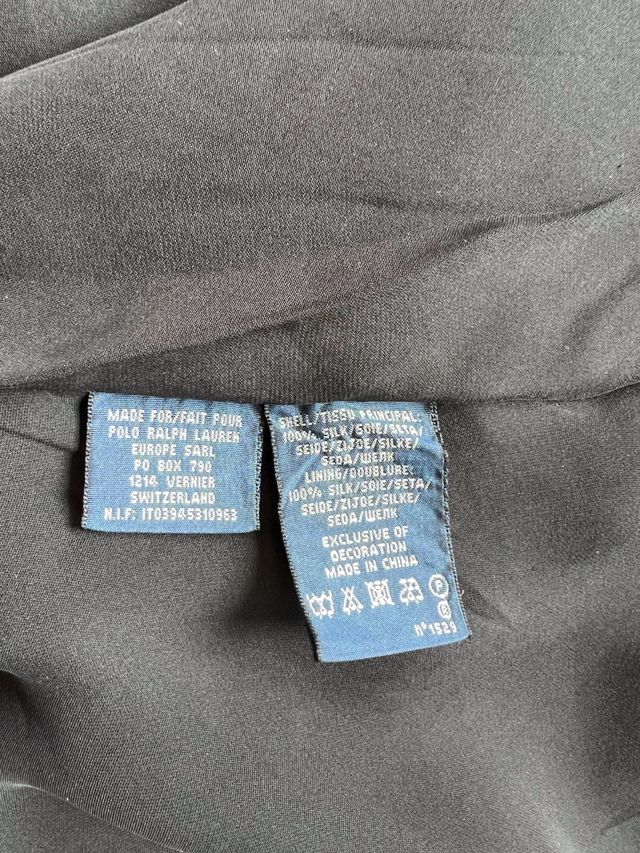 MADE FOR/FAIT POUR
POLO RALPH LAUREN
EUROPE SARL
PO BOX 790
1214 VERNIER
SWITZERLAND
N.I.F: IT03945310963
SHELL/TISSU PRINCIPAL:
100% SILK/SOIE/SETA/
SEIDE/ZIJDE/SILKE/
SEDA/ШЕЛК
LINING/DOUBLURE:
100% SILK/SOIE/SETA/
SEIDE/ZIJDE/SILKE/
SEDA/ШЕЛК
EXCLUSIVE OF
DECORATION
MADE IN CHINA
P
n° 1529